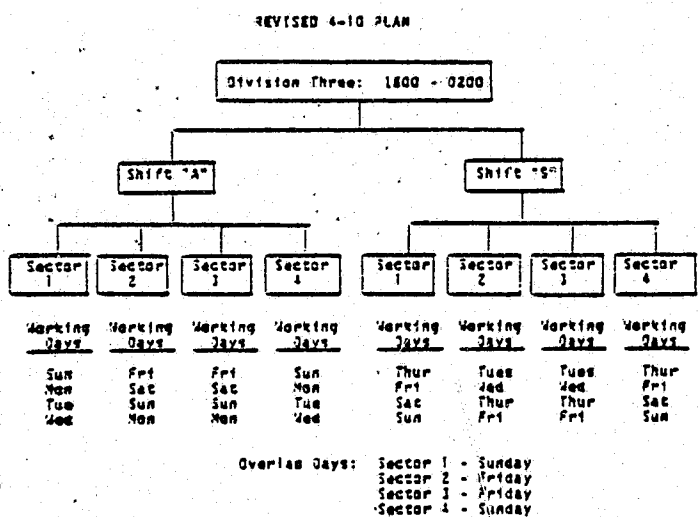 REVISED 4-10 PLAN
Division Three: 1800 - 0200
Shift "A" Shift "S"
Sector Sector Sector Sector Sector Sector Sector Sector
1 2 3 4 1 2 3 4
Working Working Working Working Working Working Working Working
Days Days Days Days Days Days Days Days
Sun Fri Fri Sun Thur Tues Tues Thur
Mon Sat Sat Mon Fri Wed Wed Fri
Tue Sun Sun Tue Sat Thur Thur Sat
Wed Mon Mon Wed Sun Fri Fri Sun
Overlap Days: Sector 1 - Sunday
Sector 2 - Friday
Sector 3 - Friday
Sector 4 - Sunday